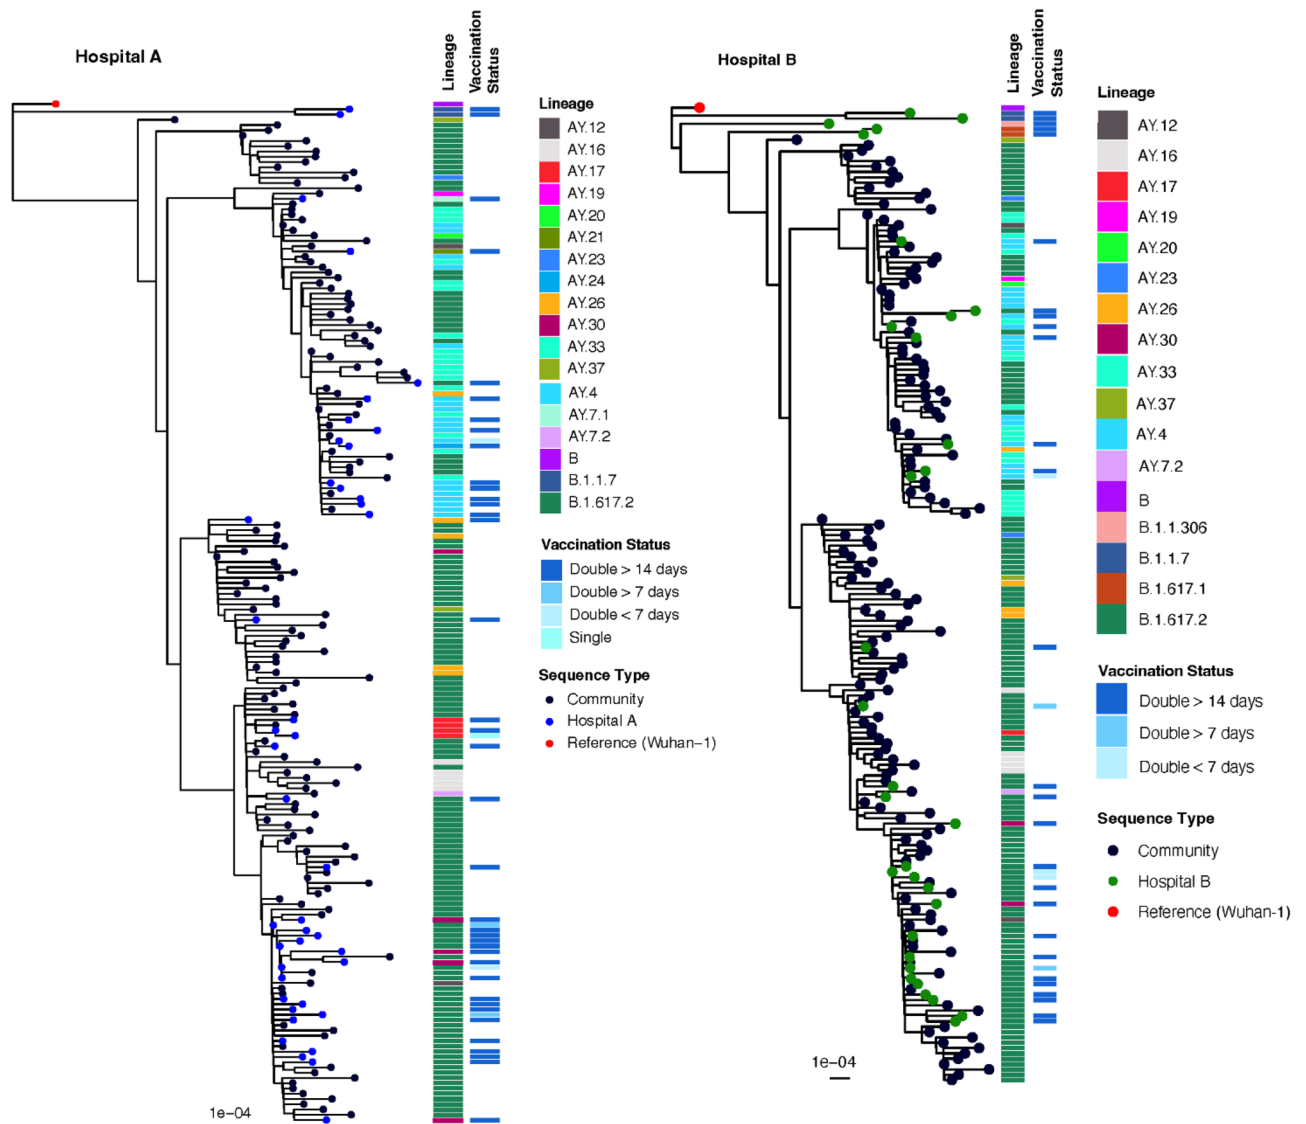 Hospital A
Lineage
Vaccination
Status
Lineage
AY.12
AY.16
AY.17
AY.19
AY.20
AY.21
AY.23
AY.24
AY.26
AY.30
AY.33
AY.37
AY.4
AY.7.1
AY.7.2
B
B.1.1.7
B.1.617.2
Vaccination Status
Double > 14 days
Double > 7 days
Double < 7 days
Single
Sequence Type
Community
Hospital A
Reference (Wuhan−1)
1e−04
Hospital B
Lineage
Vaccination
Status
Lineage
AY.12
AY.16
AY.17
AY.19
AY.20
AY.23
AY.26
AY.30
AY.33
AY.37
AY.4
AY.7.2
B
B.1.1.306
B.1.1.7
B.1.617.1
B.1.617.2
Vaccination Status
Double > 14 days
Double > 7 days
Double < 7 days
Sequence Type
Community
Hospital B
Reference (Wuhan-1)
1e−04